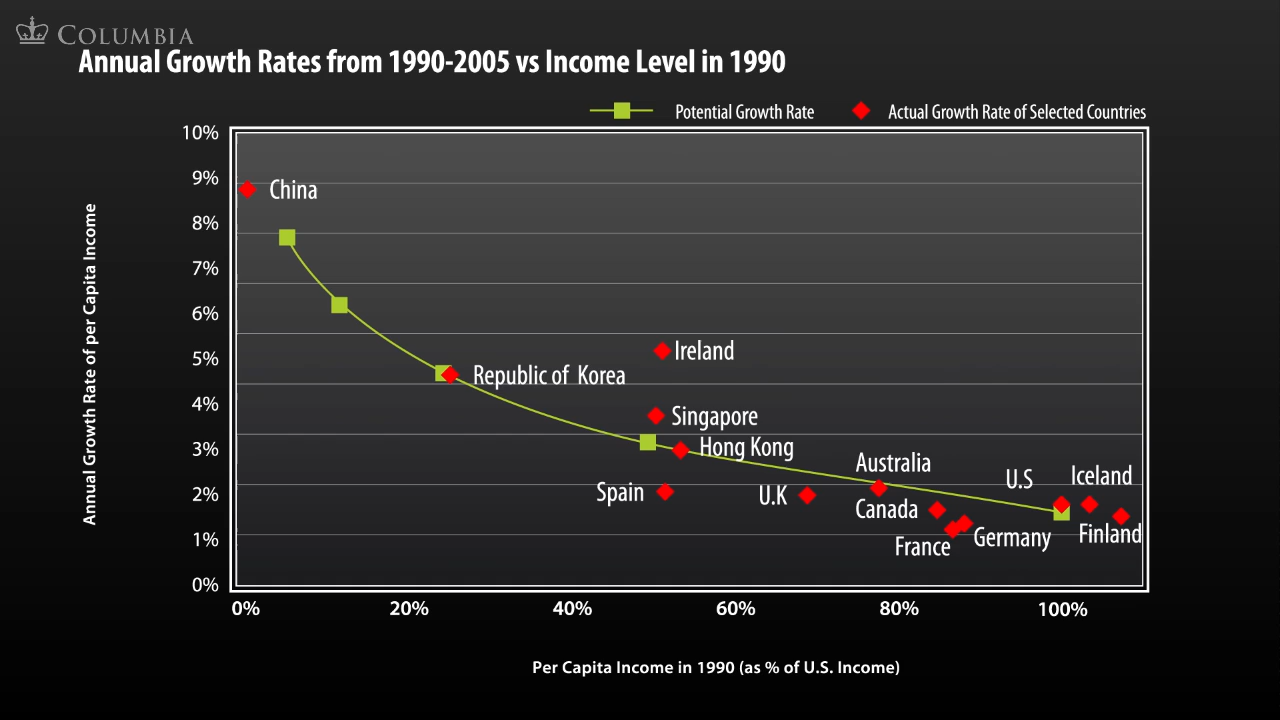 COLUMBIA
Annual Growth Rates from 1990-2005 vs Income Level in 1990
Potential Growth Rate
Actual Growth Rate of Selected Countries
Annual Growth Rate of per Capita Income
10%
9%
8%
7%
6%
5%
4%
3%
2%
1%
0%
China
Ireland
Republic of Korea
Singapore
Hong Kong
Australia
Spain
U.K
U.S
Iceland
Canada
Germany
Finland
France
0%
20%
40%
60%
80%
100%
Per Capita Income in 1990 (as % of U.S. Income)